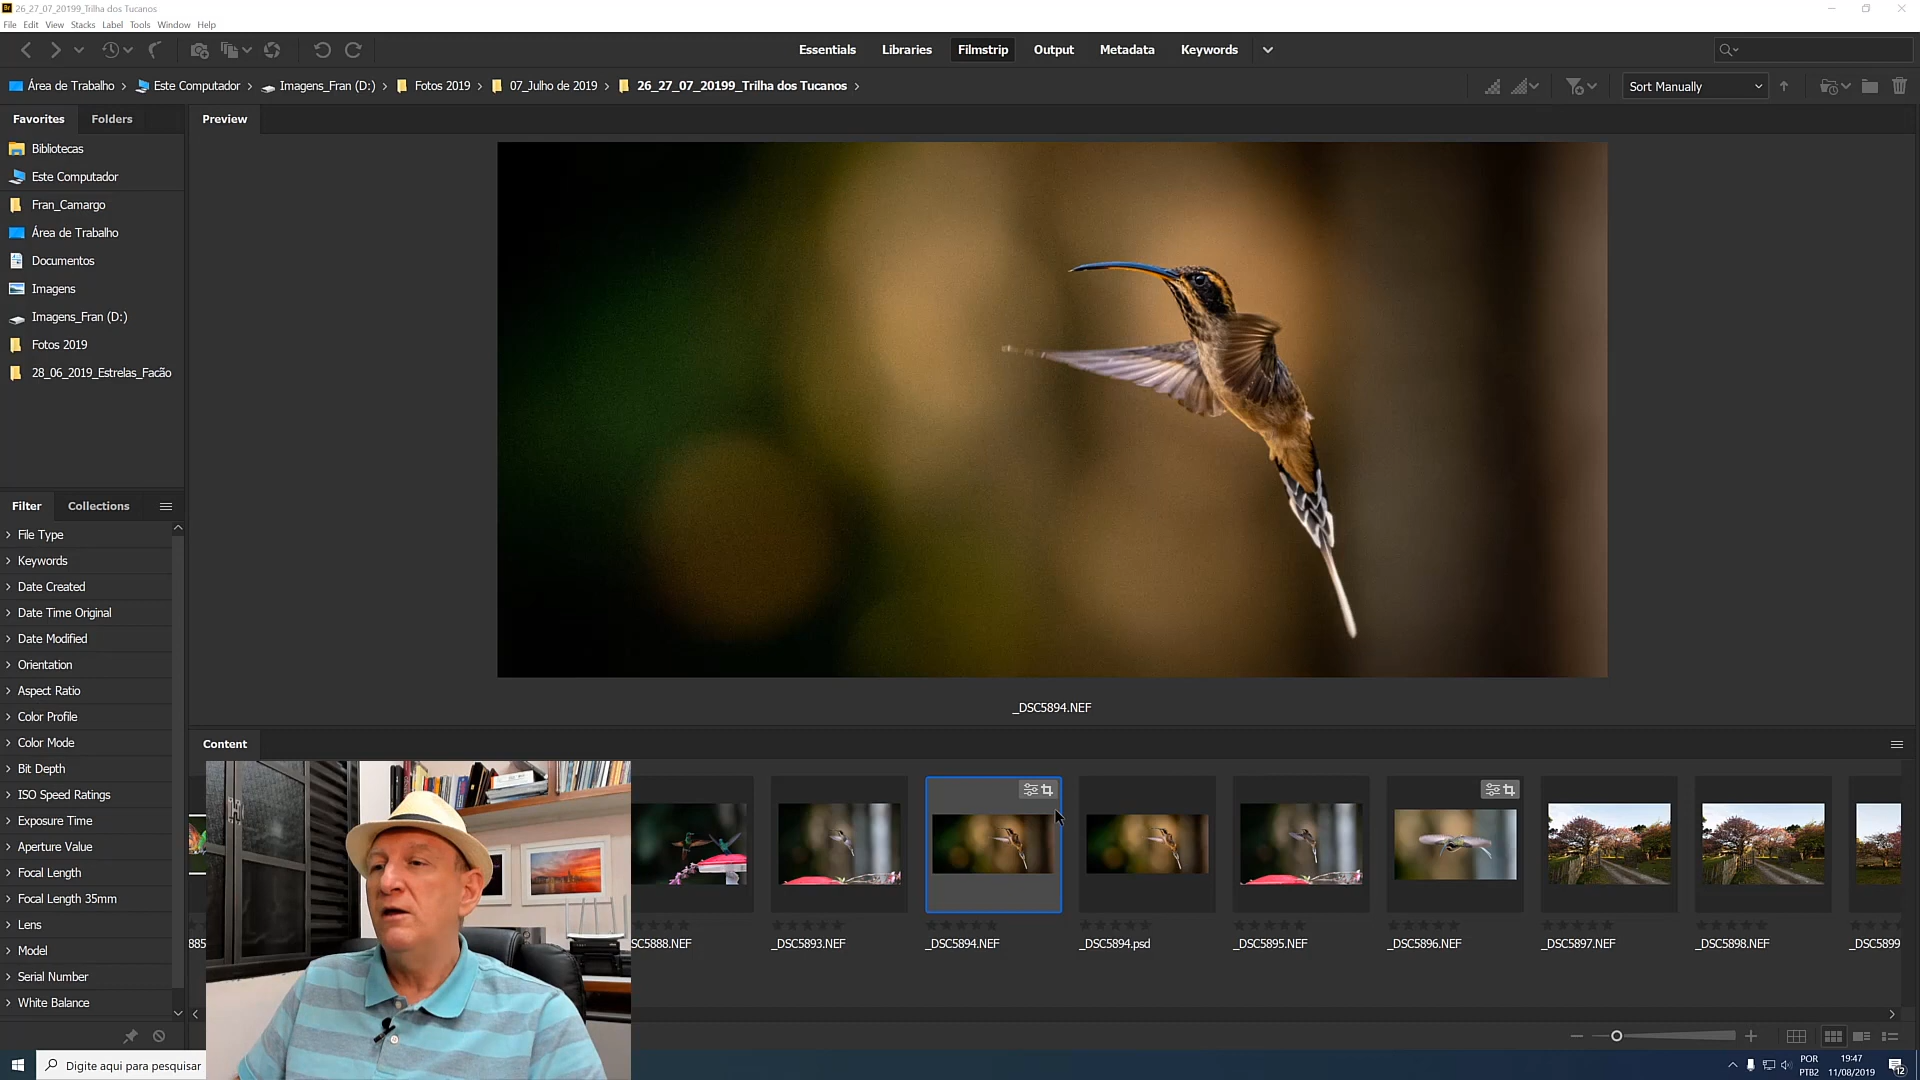 Br 26_27_07_20199_Trilha dos Tucanos
File Edit View Stacks Label Tools Window Help
Essentials Libraries Filmstrip Output Metadata Keywords
Área de Trabalho Este Computador Imagens_Fran (D:) Fotos 2019 07_Julho de 2019 26_27_07_20199_Trilha dos Tucanos Sort Manually
Favorites Folders Preview
Bibliotecas
Este Computador
Fran_Camargo
Área de Trabalho
Documentos
Imagens
Imagens_Fran (D:)
Fotos 2019
28_06_2019_Estrelas_Facão
_DSC5894.NEF
Filter Collections
File Type
Keywords
Date Created
Date Time Original
Date Modified
Orientation
Aspect Ratio
Color Profile
Color Mode
Bit Depth
ISO Speed Ratings
Exposure Time
Aperture Value
Focal Length
Focal Length 35mm
Lens
Model
Serial Number
White Balance
Content
885
SC5888.NEF _DSC5893.NEF _DSC5894.NEF _DSC5894.psd _DSC5895.NEF _DSC5896.NEF _DSC5897.NEF _DSC5898.NEF _DSC5899
Digite aqui para pesquisar
POR
PTB2
19:47
11/08/2019
12